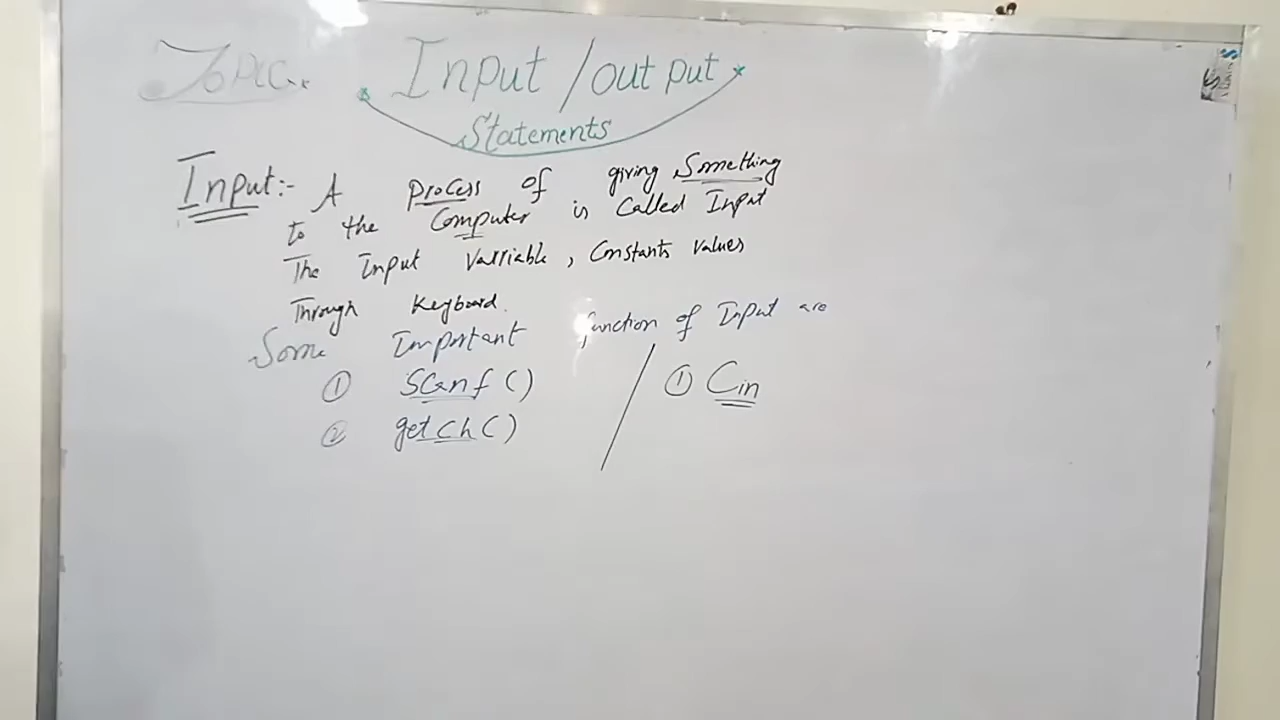 Topic:
Input / out put
Statements
Input:- A Process of giving Something
to the Computer is Called Input
The Input Varriable, Constants values
Through Keyboard.
Some Important function of Input are
① Scanf () / ① Cin
② getch()